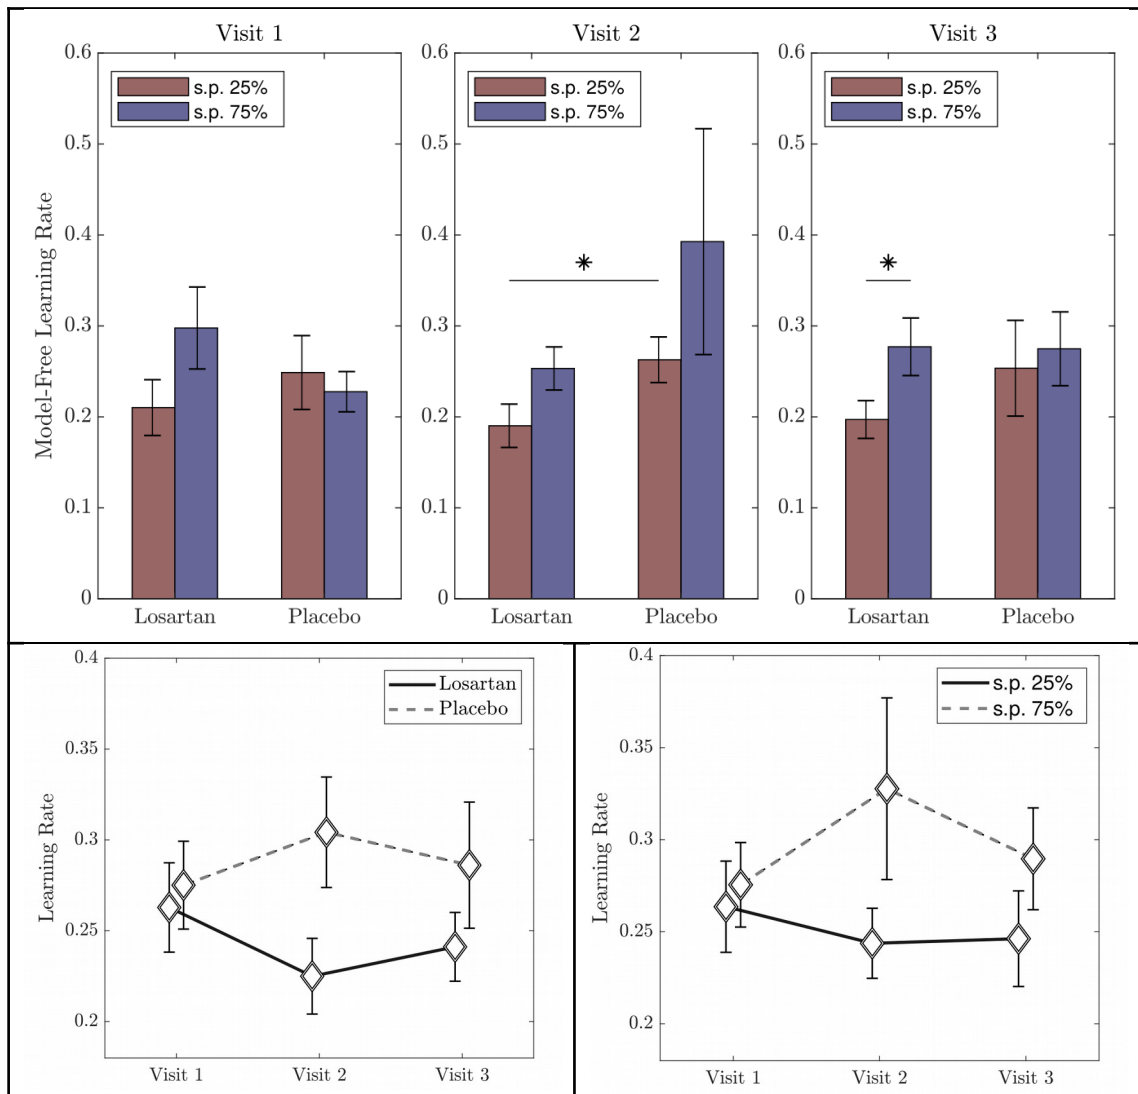 Visit 1
Visit 2
Visit 3
Model-Free Learning Rate
0.6
0.5
0.4
0.3
0.2
0.1
0
s.p. 25%
s.p. 75%
Losartan
Placebo
0.6
0.5
0.4
0.3
0.2
0.1
0
s.p. 25%
s.p. 75%
*
Losartan
Placebo
0.6
0.5
0.4
0.3
0.2
0.1
0
s.p. 25%
s.p. 75%
*
Losartan
Placebo
Learning Rate
0.4
0.35
0.3
0.25
0.2
Losartan
Placebo
Visit 1
Visit 2
Visit 3
Learning Rate
0.4
0.35
0.3
0.25
0.2
s.p. 25%
s.p. 75%
Visit 1
Visit 2
Visit 3